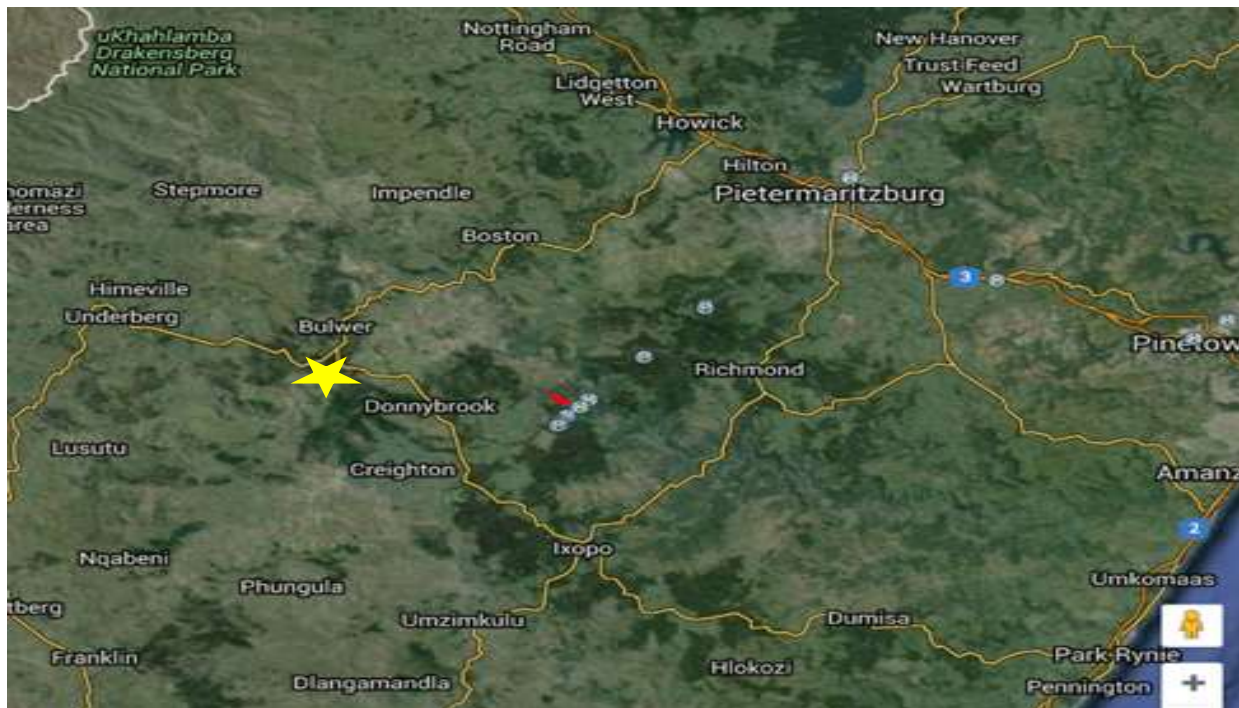 uKhahlamba
Drakensberg
National Park
Nottingham
Road
New Hanover
Trust Feed
Wartburg
Lidgetton
West
Howick
Hilton
Pietermaritzburg
Stepmore
Impendle
area
Boston
3
Himeville
Underberg
Bulwer
Richmond
Donnybrook
Lusutu
Creighton
2
Ixopo
Nqabeni
Phungula
Umkomaas
Umzimkulu
Dumisa
Franklin
Hlokozi
Park Rynie
Dlangamandla
Pennington
+